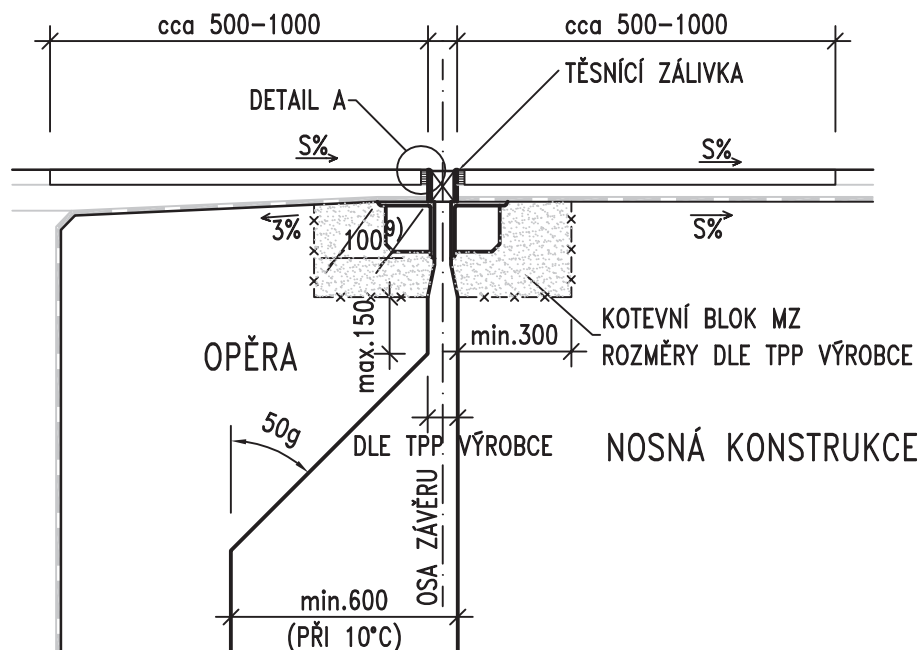 cca 500-1000
cca 500-1000
TĚSNÍCÍ ZÁLIVKA
DETAIL A
S%
S%
3%
100
9)
S%
max.150
min.300
KOTEVNÍ BLOK MZ
ROZMĚRY DLE TPP VÝROBCE
OPĚRA
50g
DLE TPP VÝROBCE
NOSNÁ KONSTRUKCE
OSA ZÁVĚRU
min.600
(PŘI 10°C)